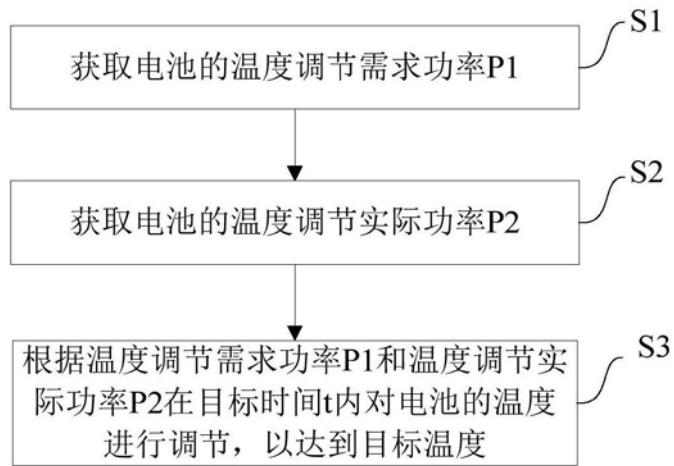 S1
获取电池的温度调节需求功率P1
S2
获取电池的温度调节实际功率P2
S3
根据温度调节需求功率P1和温度调节实
际功率P2在目标时间t内对电池的温度
进行调节，以达到目标温度